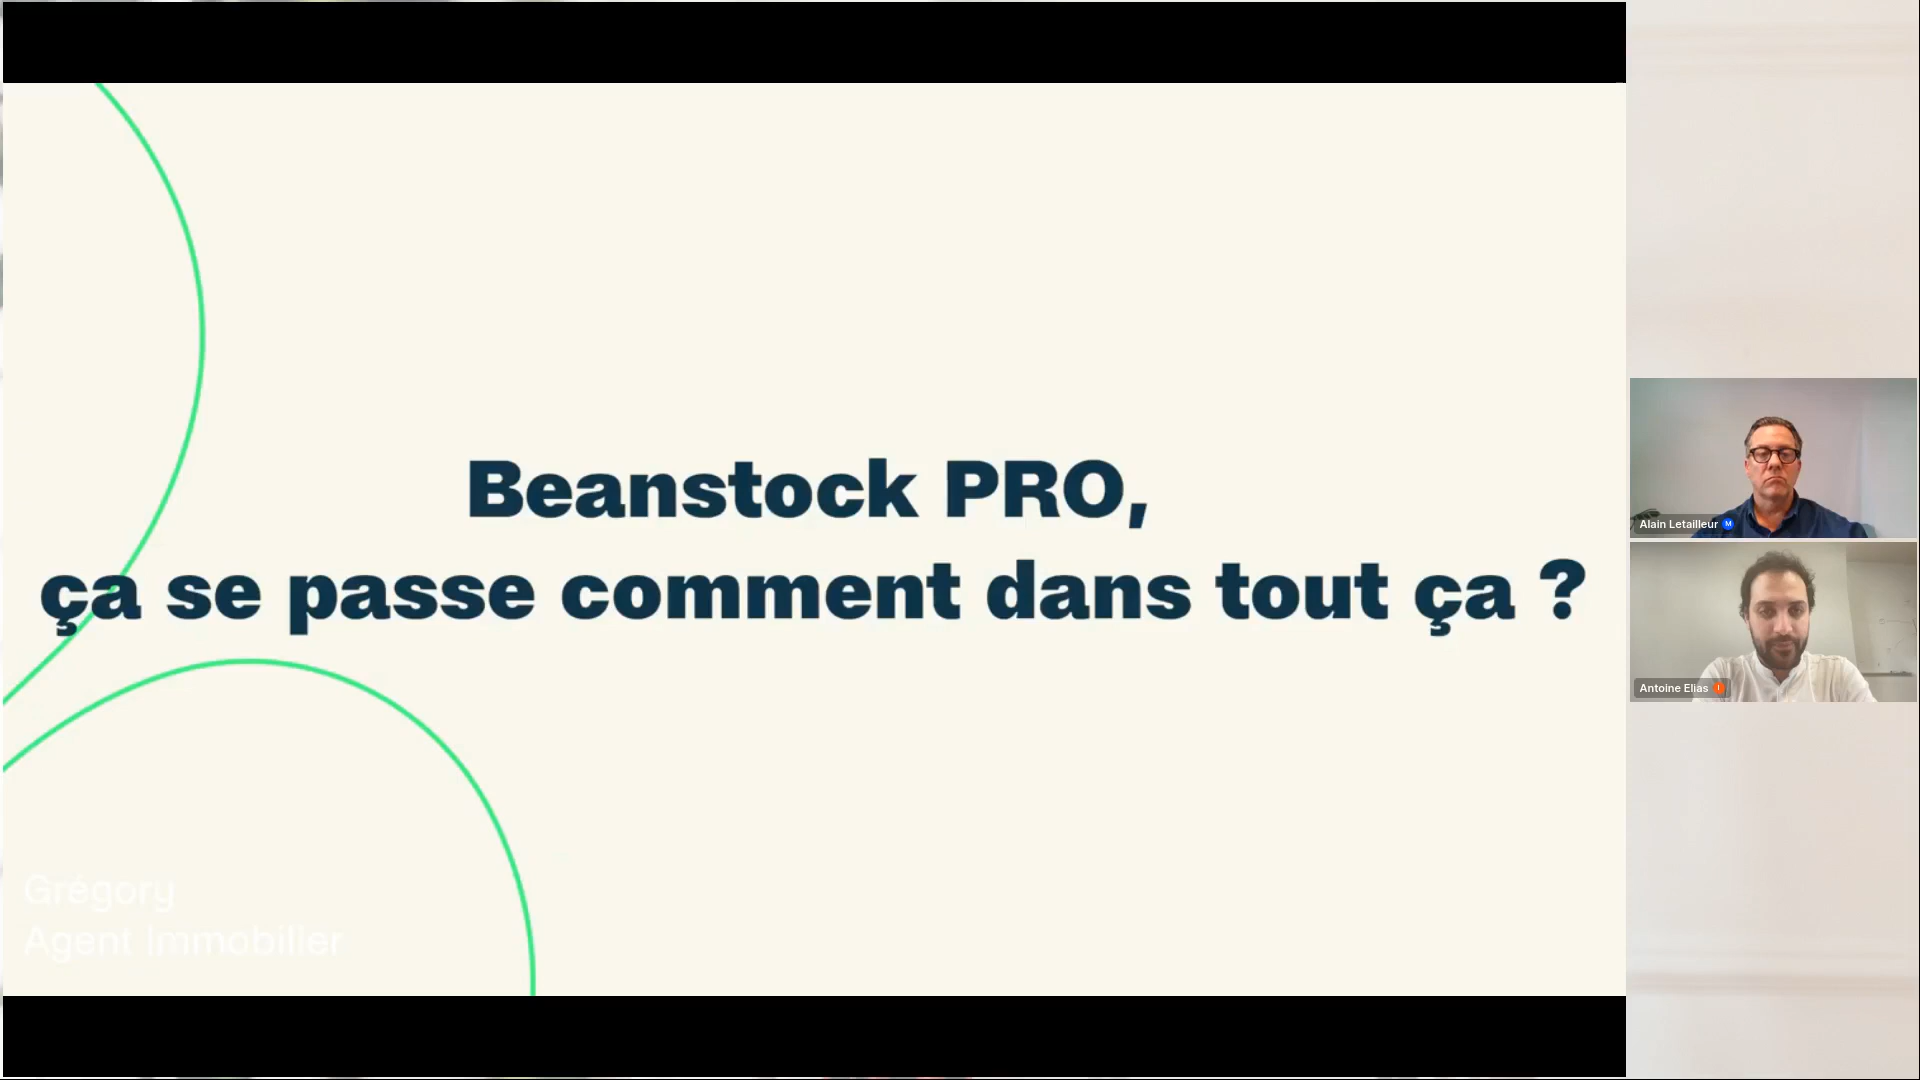 Beanstock PRO,
ça se passe comment dans tout ça ?
Grégory
Agent Immobilier
Alain Letailleur M
Antoine Elias I